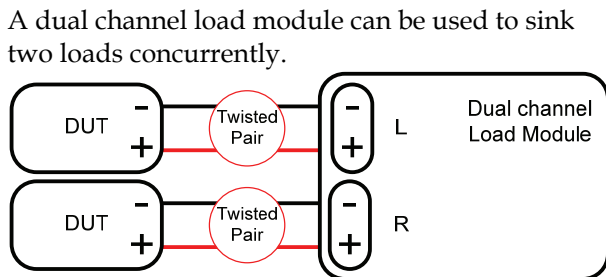 A dual channel load module can be used to sink
two loads concurrently.
DUT
-
+
Twisted
Pair
-
+
L
Dual channel
Load Module
DUT
-
+
Twisted
Pair
-
+
R